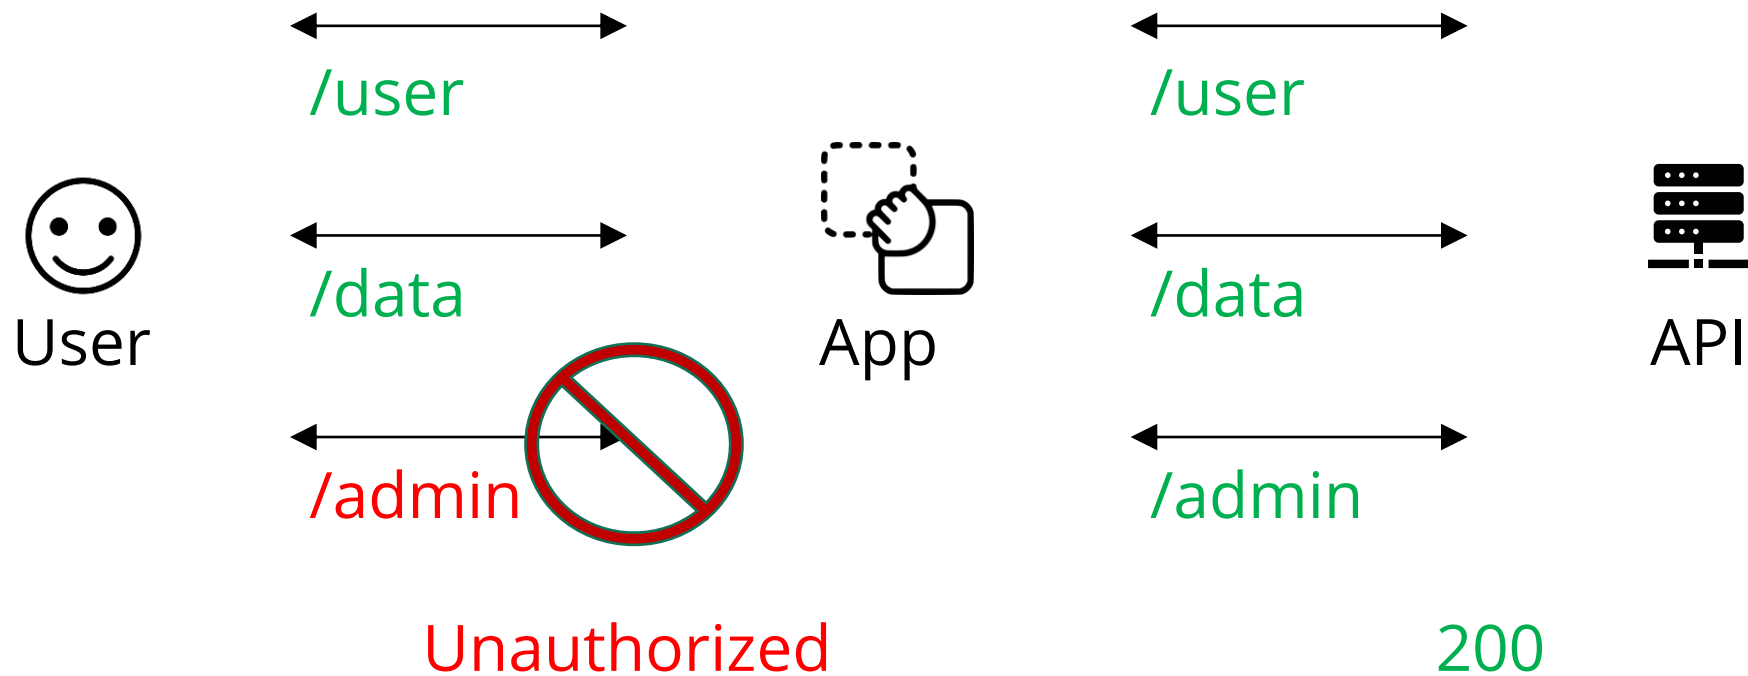 /user
/user
/data
/data
User
App
API
/admin
/admin
Unauthorized
200